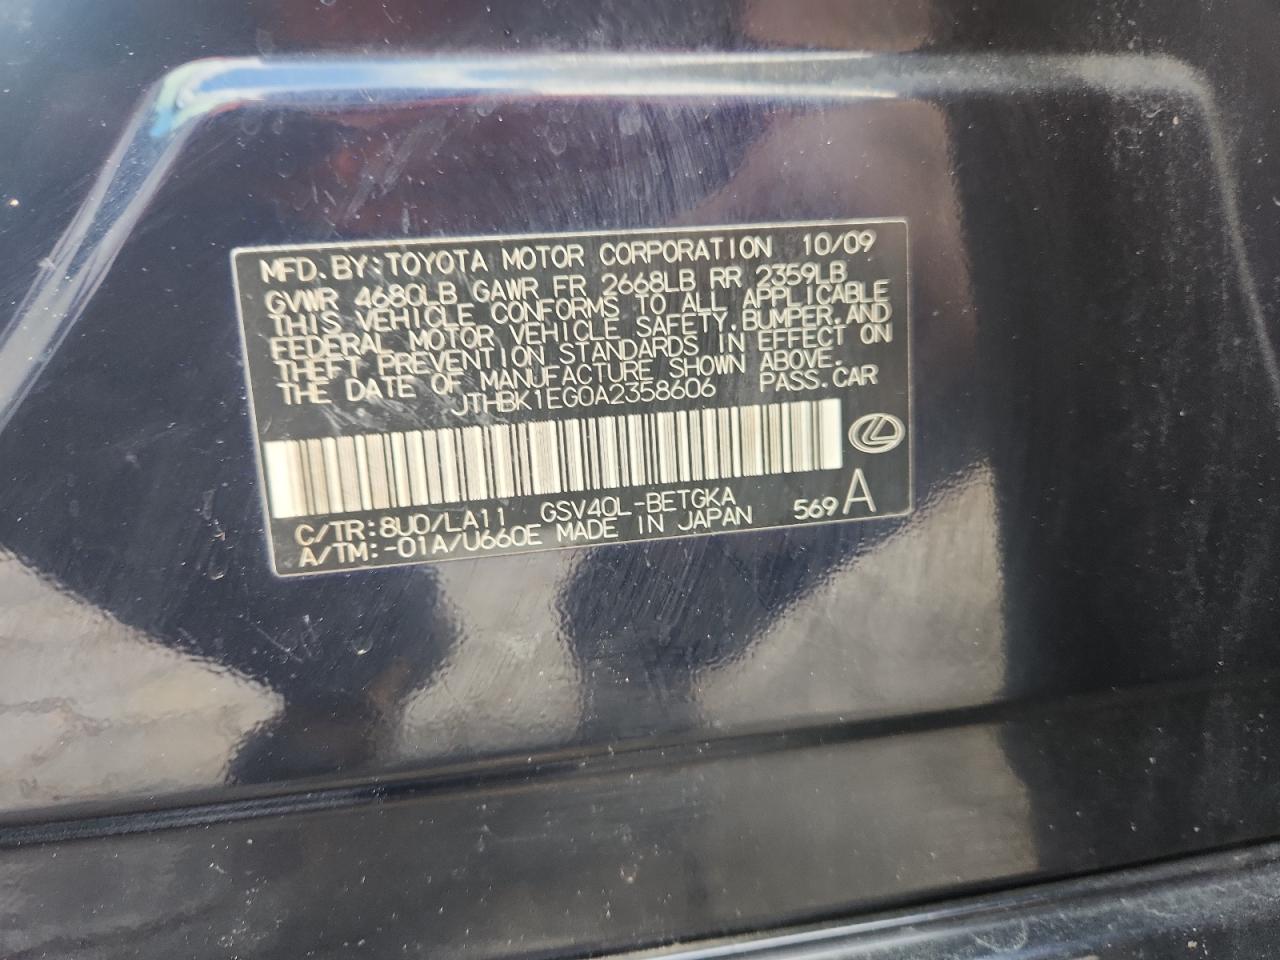 MFD.BY:TOYOTA MOTOR CORPORATION 10/09
GVWR 4680LB GAWR FR 2668LB RR 2359LB
THIS VEHICLE CONFORMS TO ALL APPLICABLE
FEDERAL MOTOR VEHICLE SAFETY,BUMPER,AND
THEFT PREVENTION STANDARDS IN EFFECT ON
THE DATE OF MANUFACTURE SHOWN ABOVE.
JTHBK1EG0A2358606 PASS.CAR
C/TR:8U0/LA11 GSV40L-BETGKA 569 A
A/TM:-01A/U660E MADE IN JAPAN